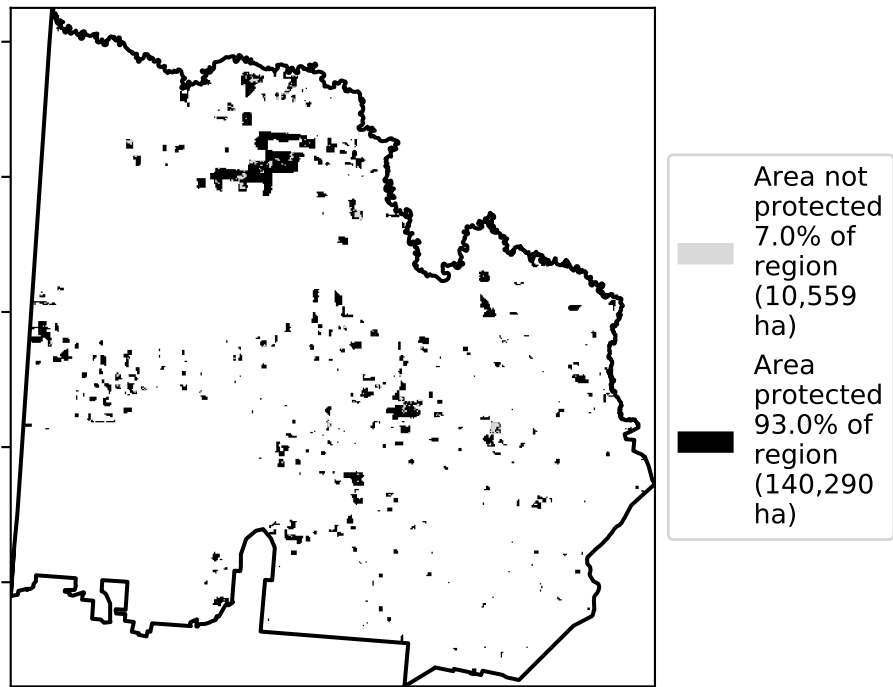 Area not
protected
7.0% of
region
(10,559
ha)
Area
protected
93.0% of
region
(140,290
ha)